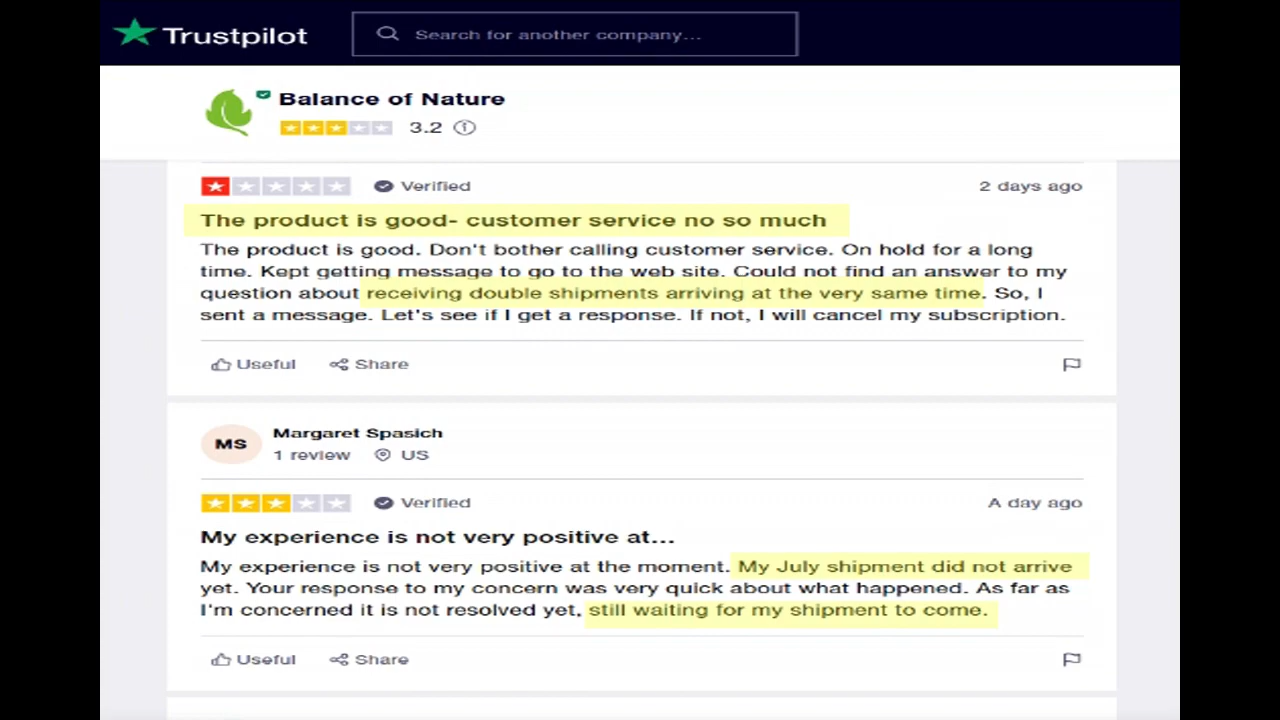 Trustpilot
Search for another company...
Balance of Nature
3.2
Verified
2 days ago
The product is good- customer service no so much
The product is good. Don't bother calling customer service. On hold for a long
time. Kept getting message to go to the web site. Could not find an answer to my
question about receiving double shipments arriving at the very same time. So, I
sent a message. Let's see if I get a response. If not, I will cancel my subscription.
Useful
Share
MS
Margaret Spasich
1 review
US
Verified
A day ago
My experience is not very positive at...
My experience is not very positive at the moment. My July shipment did not arrive
yet. Your response to my concern was very quick about what happened. As far as
I'm concerned it is not resolved yet, still waiting for my shipment to come.
Useful
Share